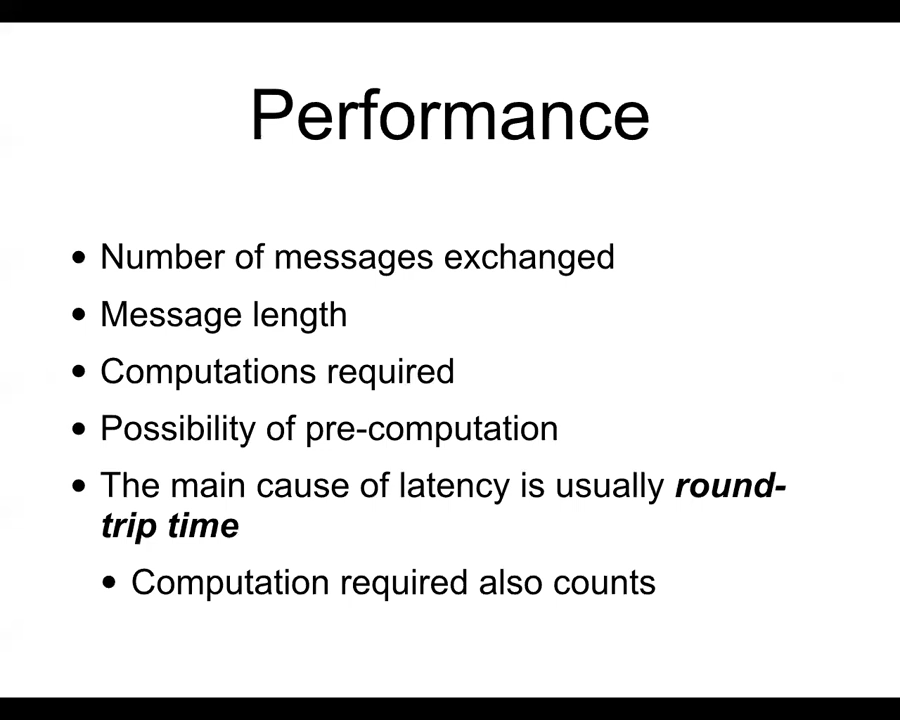 Performance
• Number of messages exchanged
• Message length
• Computations required
• Possibility of pre-computation
• The main cause of latency is usually round-
trip time
• Computation required also counts